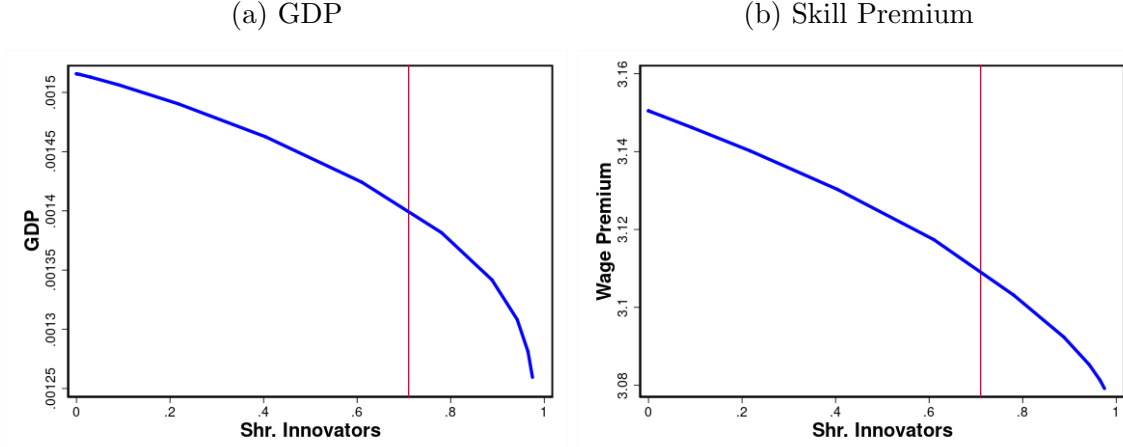 (a) GDP
GDP
.0015
.00145
.0014
.00135
.0013
.00125
0 .2 .4 .6 .8 1
Shr. Innovators
(b) Skill Premium
Wage Premium
3.16
3.14
3.12
3.1
3.08
0 .2 .4 .6 .8 1
Shr. Innovators